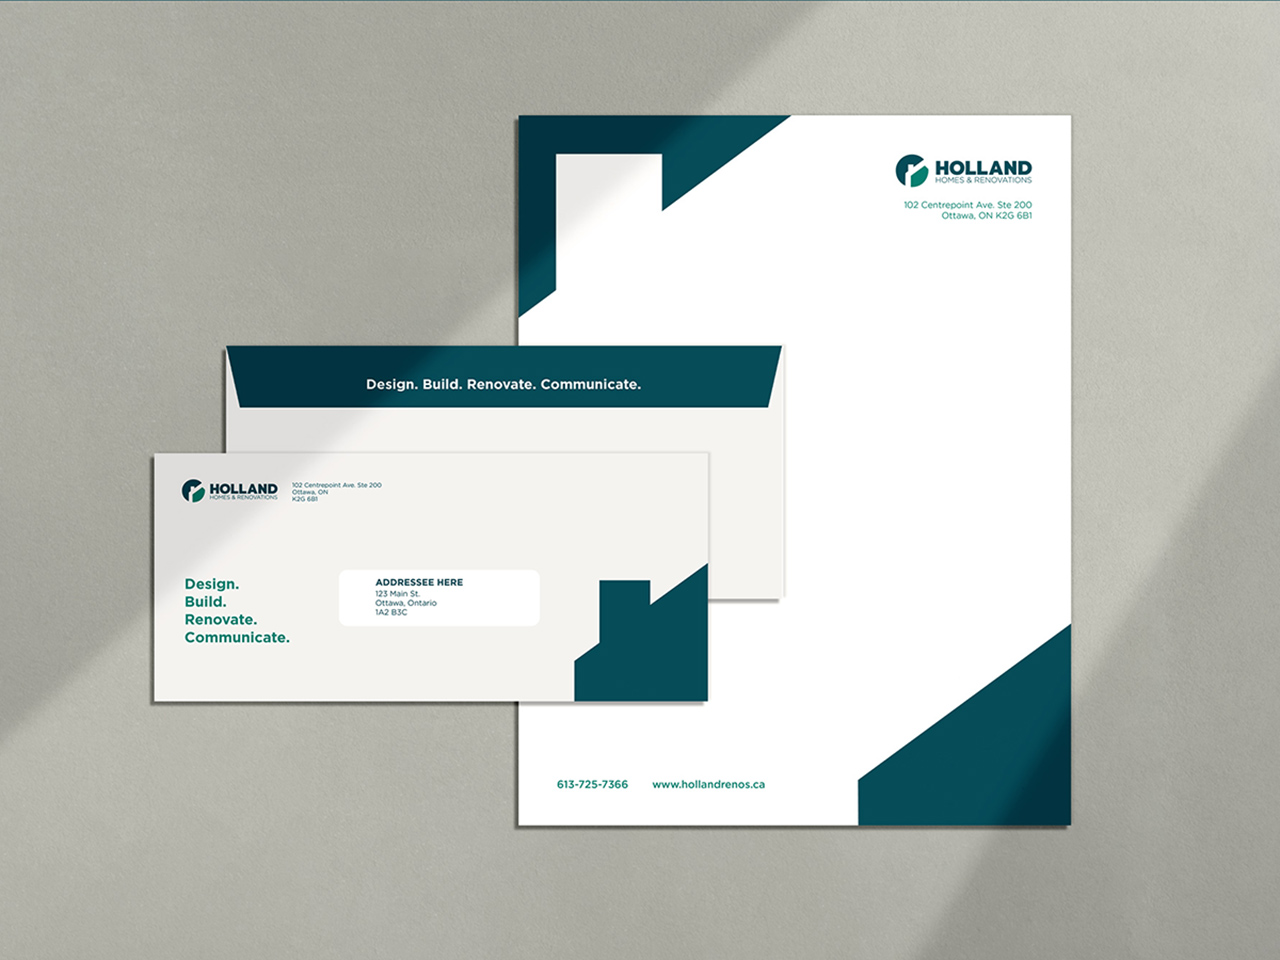 HOLLAND
HOMES & RENOVATIONS
102 Centrepoint Ave. Ste 200
Ottawa, ON K2G 6B1
Design. Build. Renovate. Communicate.
HOLLAND
HOMES & RENOVATIONS
102 Centrepoint Ave. Ste 200
Ottawa, ON
K2G 6B1
Design.
Build.
Renovate.
Communicate.
ADDRESSEE HERE
123 Main St.
Ottawa, Ontario
1A2 B3C
613-725-7366 www.hollandrenos.ca